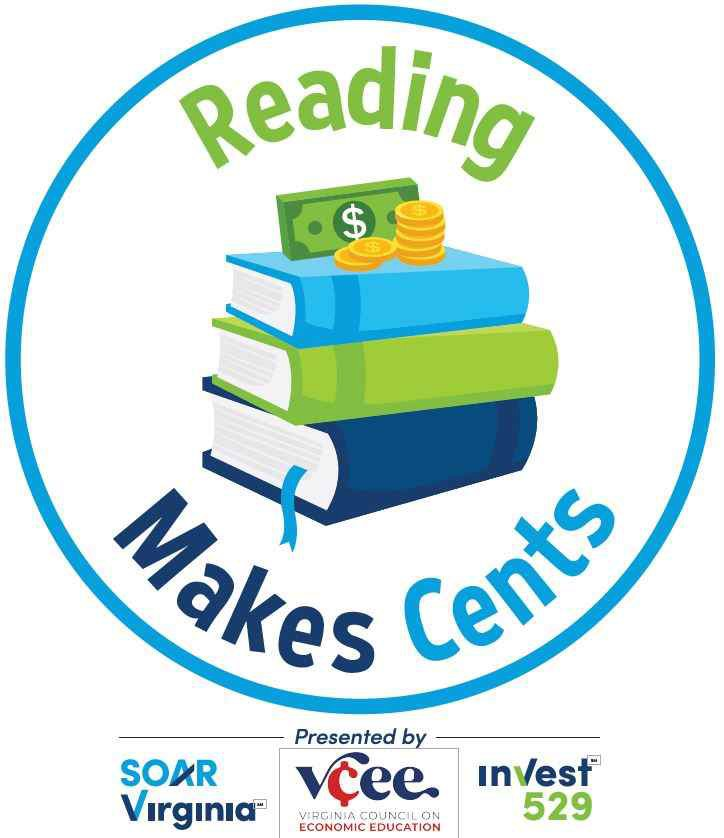 Reading
$
$
$
Makes Cents
Presented by
SOAR
Virginia SM
vcee
VIRGINIA COUNCIL ON
ECONOMIC EDUCATION
inVest SM
529